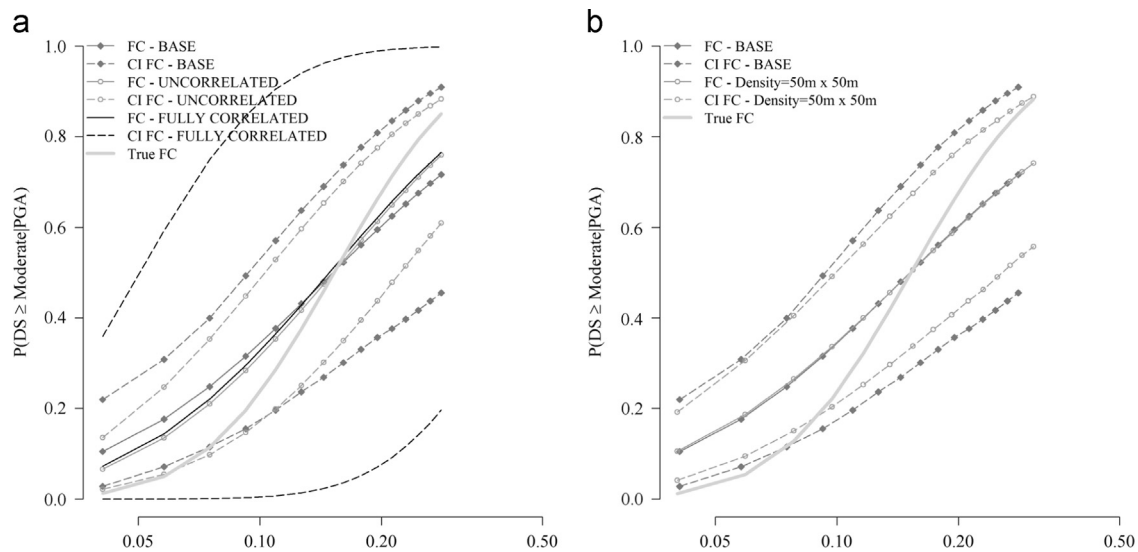 a
1.0
0.8
0.6
0.4
0.2
0.0
P(DS ≥ Moderate|PGA)
FC - BASE
CI FC - BASE
FC - UNCORRELATED
CI FC - UNCORRELATED
FC - FULLY CORRELATED
CI FC - FULLY CORRELATED
True FC
0.05 0.10 0.20 0.50
b
1.0
0.8
0.6
0.4
0.2
0.0
P(DS ≥ Moderate|PGA)
FC - BASE
CI FC - BASE
FC - Density=50m x 50m
CI FC - Density=50m x 50m
True FC
0.05 0.10 0.20 0.50